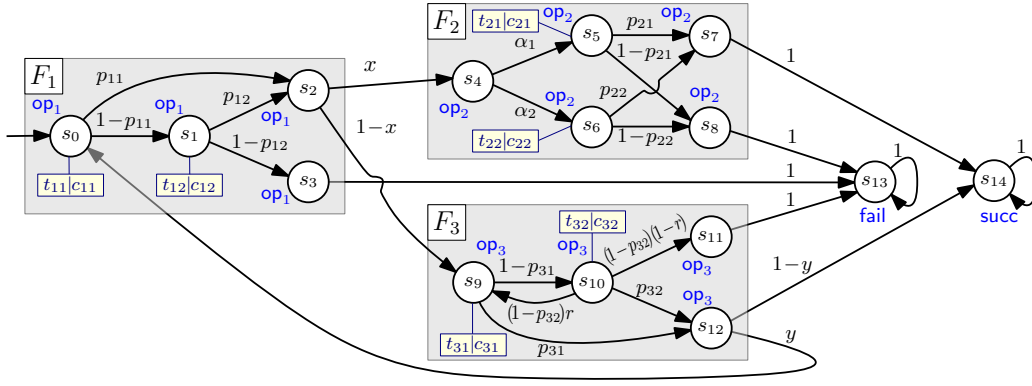 F₁
op₁
s₀
t₁₁|c₁₁
p₁₁
1−p₁₁
op₁
s₁
t₁₂|c₁₂
p₁₂
1−p₁₂
s₂
op₁
s₃
op₁
x
1−x
F₂
s₄
op₂
α₁
α₂
t₂₁|c₂₁
op₂
s₅
op₂
s₆
t₂₂|c₂₂
p₂₁
1−p₂₁
p₂₂
1−p₂₂
op₂
s₇
op₂
s₈
1
1
1
1
F₃
op₃
s₉
t₃₁|c₃₁
1−p₃₁
(1−p₃₂)r
p₃₁
t₃₂|c₃₂
op₃
s₁₀
(1−p₃₂)(1−r)
p₃₂
s₁₁
op₃
op₃
s₁₂
1−y
y
s₁₃
1
fail
s₁₄
1
succ